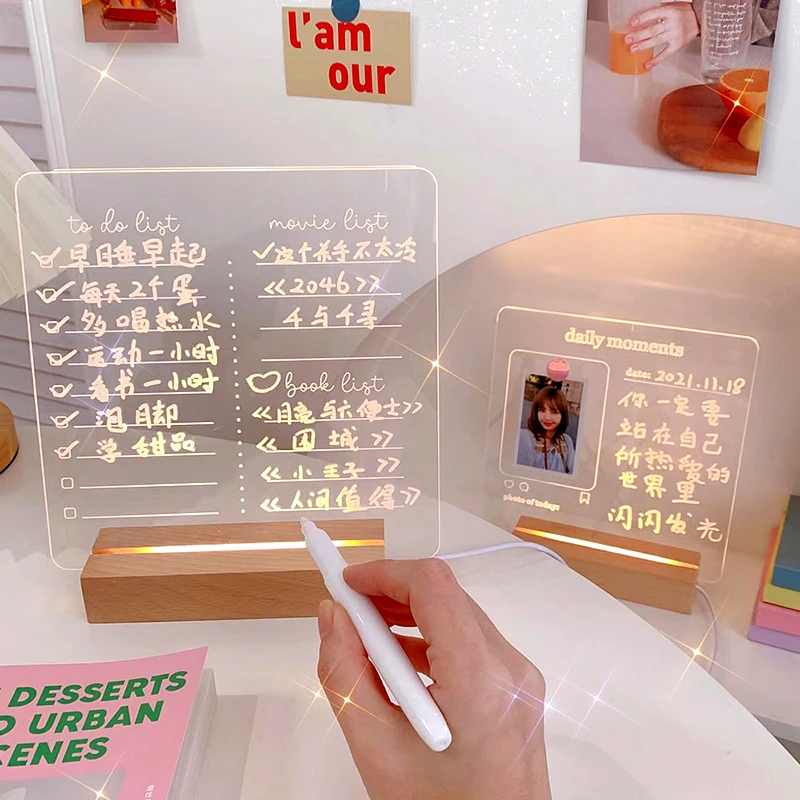 l'am
our
to do list
早睡早起
每天2个蛋
多喝热水
运动一小时
看书一小时
泡脚
学甜品
movie list
这个杀手不太冷
《2046》
千与千寻
book list
《月亮与六便士》
《围城》
《小王子》
《人间值得》
daily moments
date: 2021.11.18
你一定要
站在自己
所热爱的
世界里
闪闪发光
photo of today
DESSERTS
URBAN